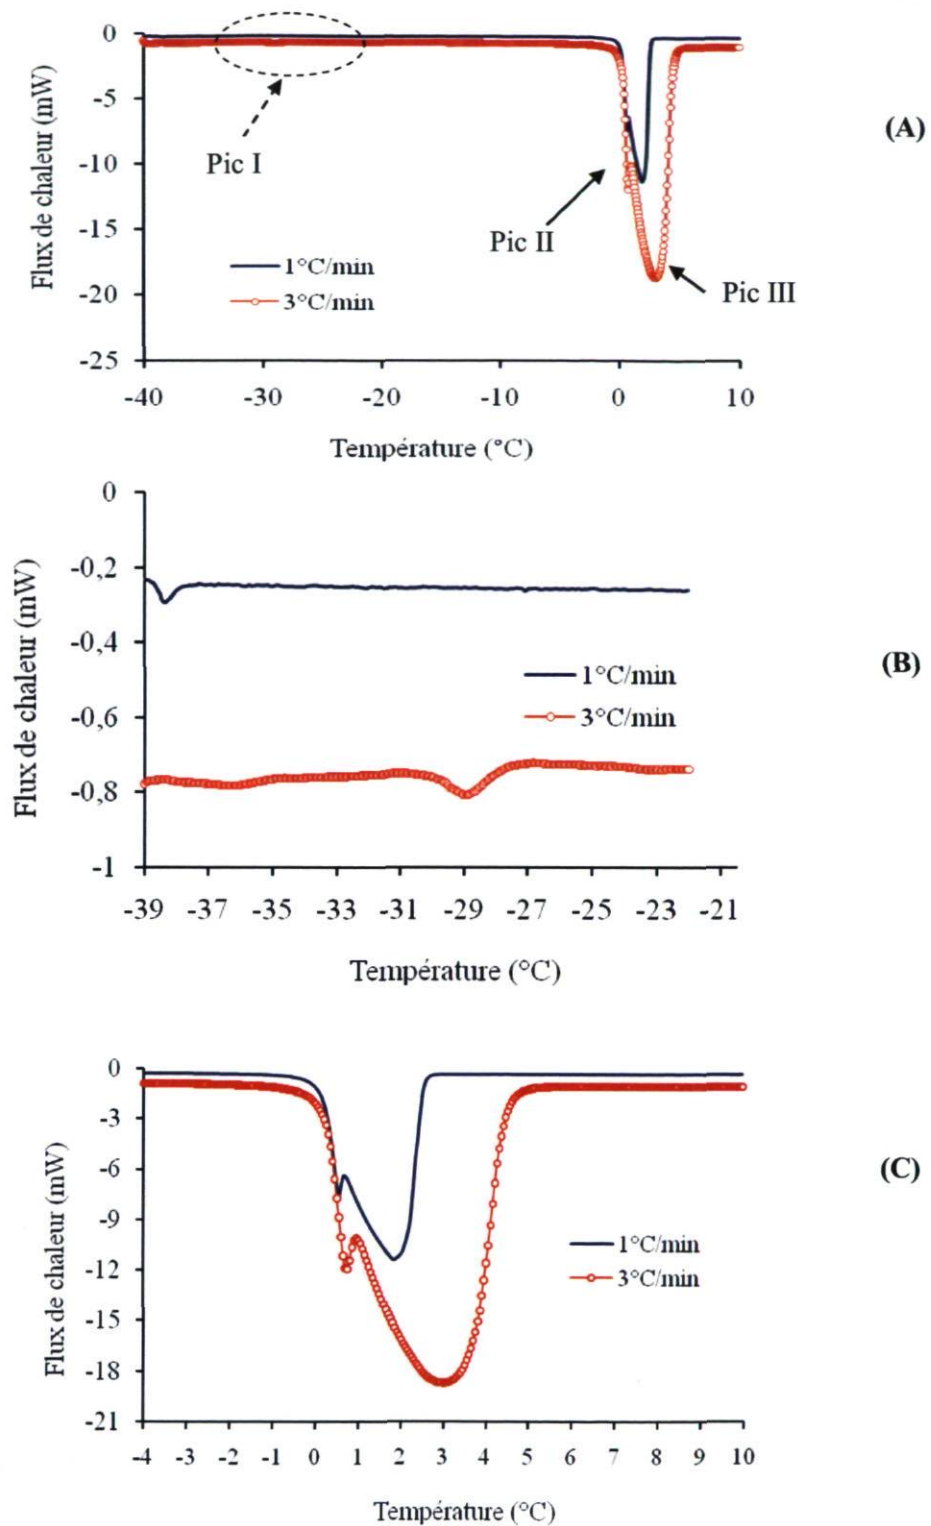 0
-5
-10
-15
-20
-25
Flux de chaleur (mW)
Pic I
Pic II
Pic III
1°C/min
3°C/min
(A)
-40 -30 -20 -10 0 10
Température (°C)
0
-0,2
-0,4
-0,6
-0,8
-1
Flux de chaleur (mW)
1°C/min
3°C/min
(B)
-39 -37 -35 -33 -31 -29 -27 -25 -23 -21
Température (°C)
0
-3
-6
-9
-12
-15
-18
-21
Flux de chaleur (mW)
1°C/min
3°C/min
(C)
-4 -3 -2 -1 0 1 2 3 4 5 6 7 8 9 10
Température (°C)